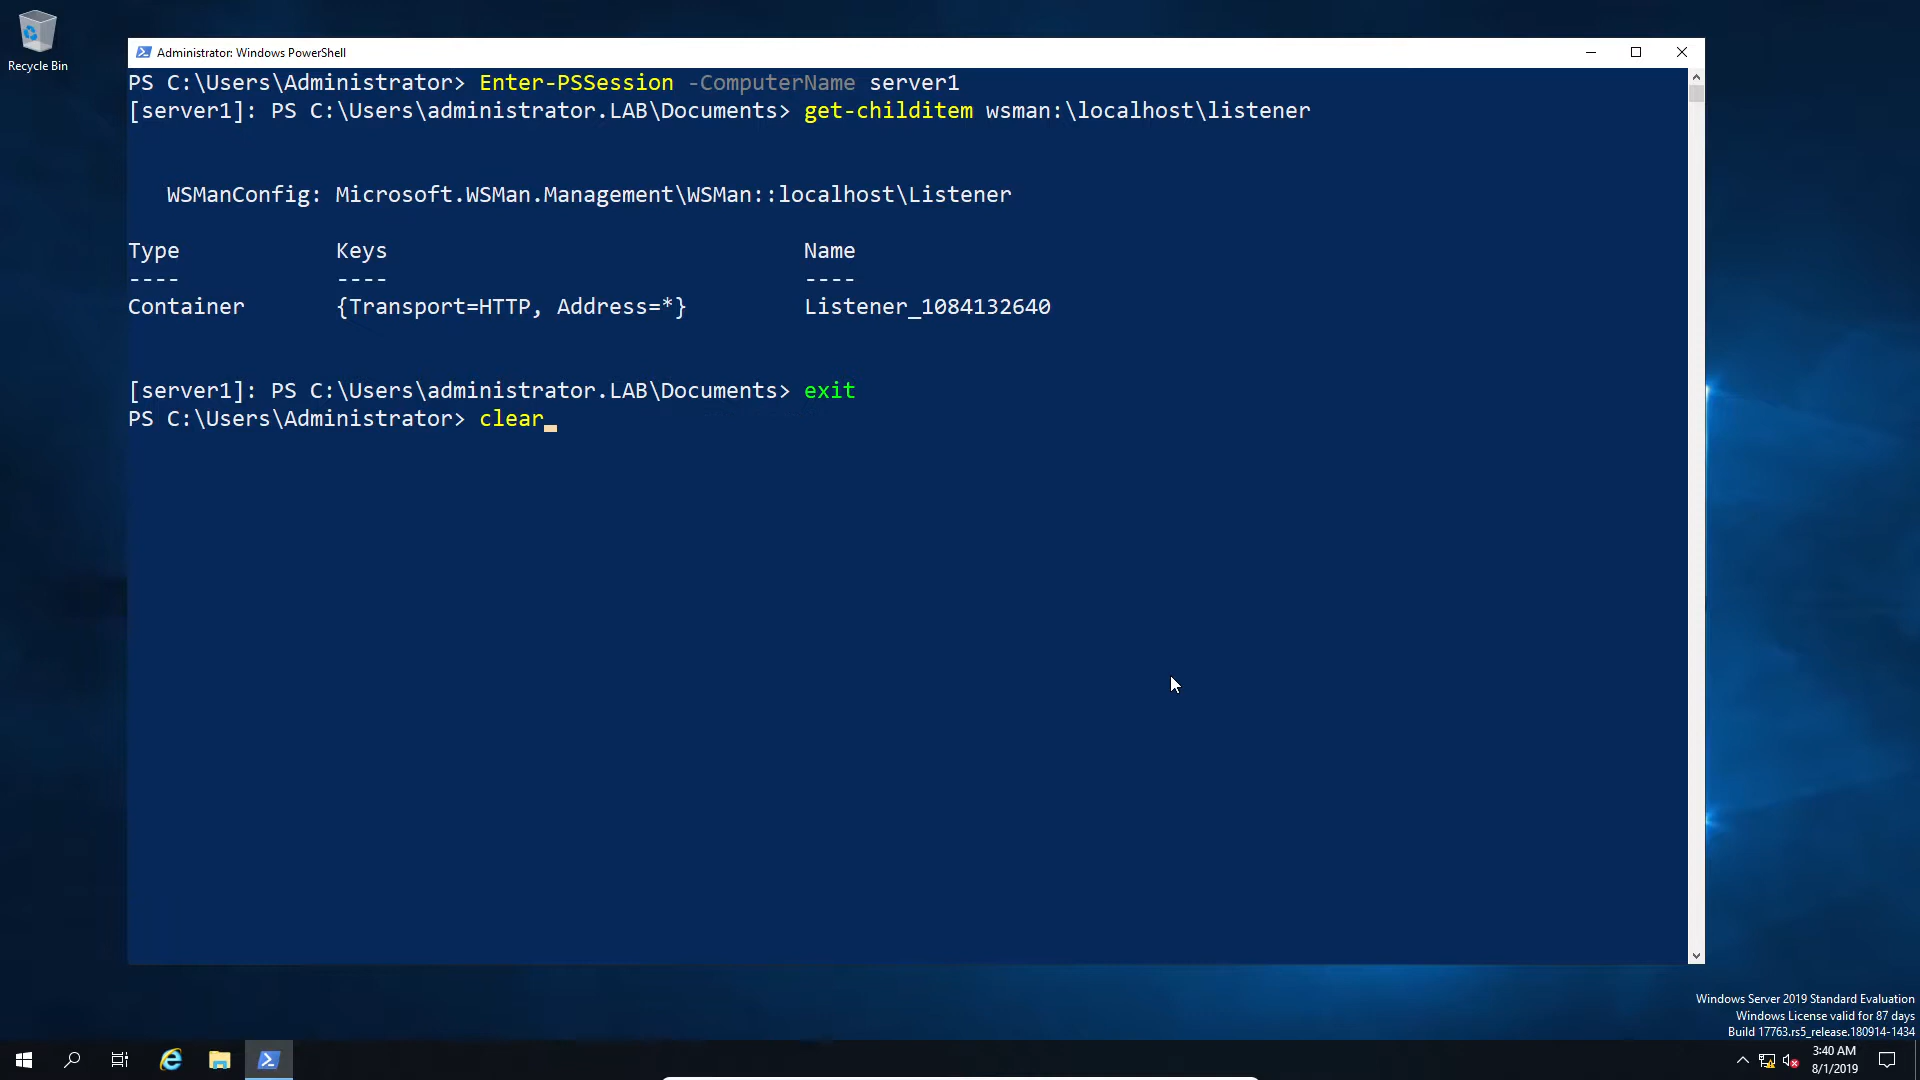 Recycle Bin
Administrator: Windows PowerShell
PS C:\Users\Administrator> Enter-PSSession -ComputerName server1
[server1]: PS C:\Users\administrator.LAB\Documents> get-childitem wsman:\localhost\listener
WSManConfig: Microsoft.WSMan.Management\WSMan::localhost\Listener
Type Keys Name
---- ---- ----
Container {Transport=HTTP, Address=*} Listener_1084132640
[server1]: PS C:\Users\administrator.LAB\Documents> exit
PS C:\Users\Administrator> clear
Windows Server 2019 Standard Evaluation
Windows License valid for 87 days
Build 17763.rs5_release.180914-1434
3:40 AM
8/1/2019